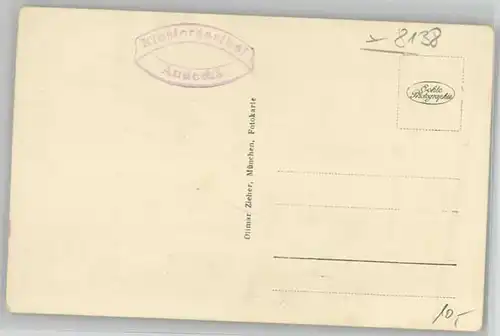 Klostergasthof
Andechs
8138
Echte
Photographie
Ottmar Zieher, München, Fotokarte
10,-